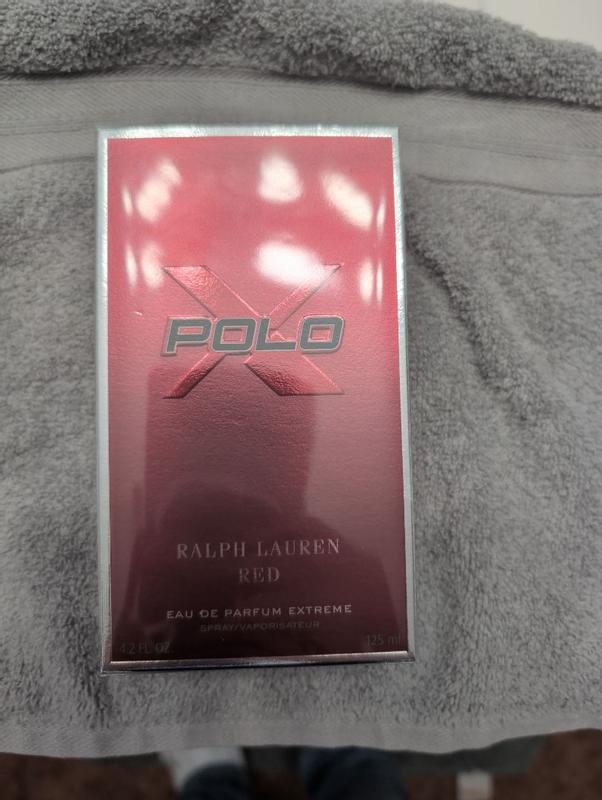 X
POLO
RALPH LAUREN
RED
EAU DE PARFUM EXTREME
SPRAY/VAPORISATEUR
4.2 FL. OZ. 125 ml